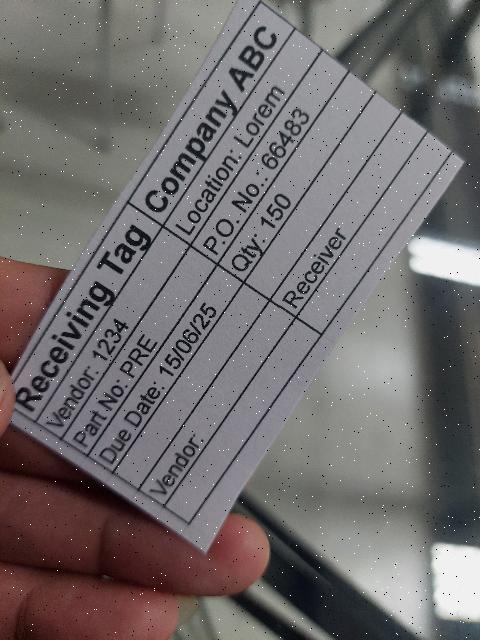 Receiving Tag Company ABC
Vendor: 1234 Location: Lorem
Part No: PRE P.O. No.: 66483
Due Date: 15/06/25 Qty: 150
Vendor Receiver